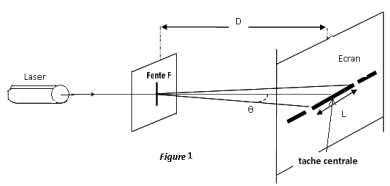 D
Laser
Fente F
Ecran
θ
L
Figure 1
tache centrale